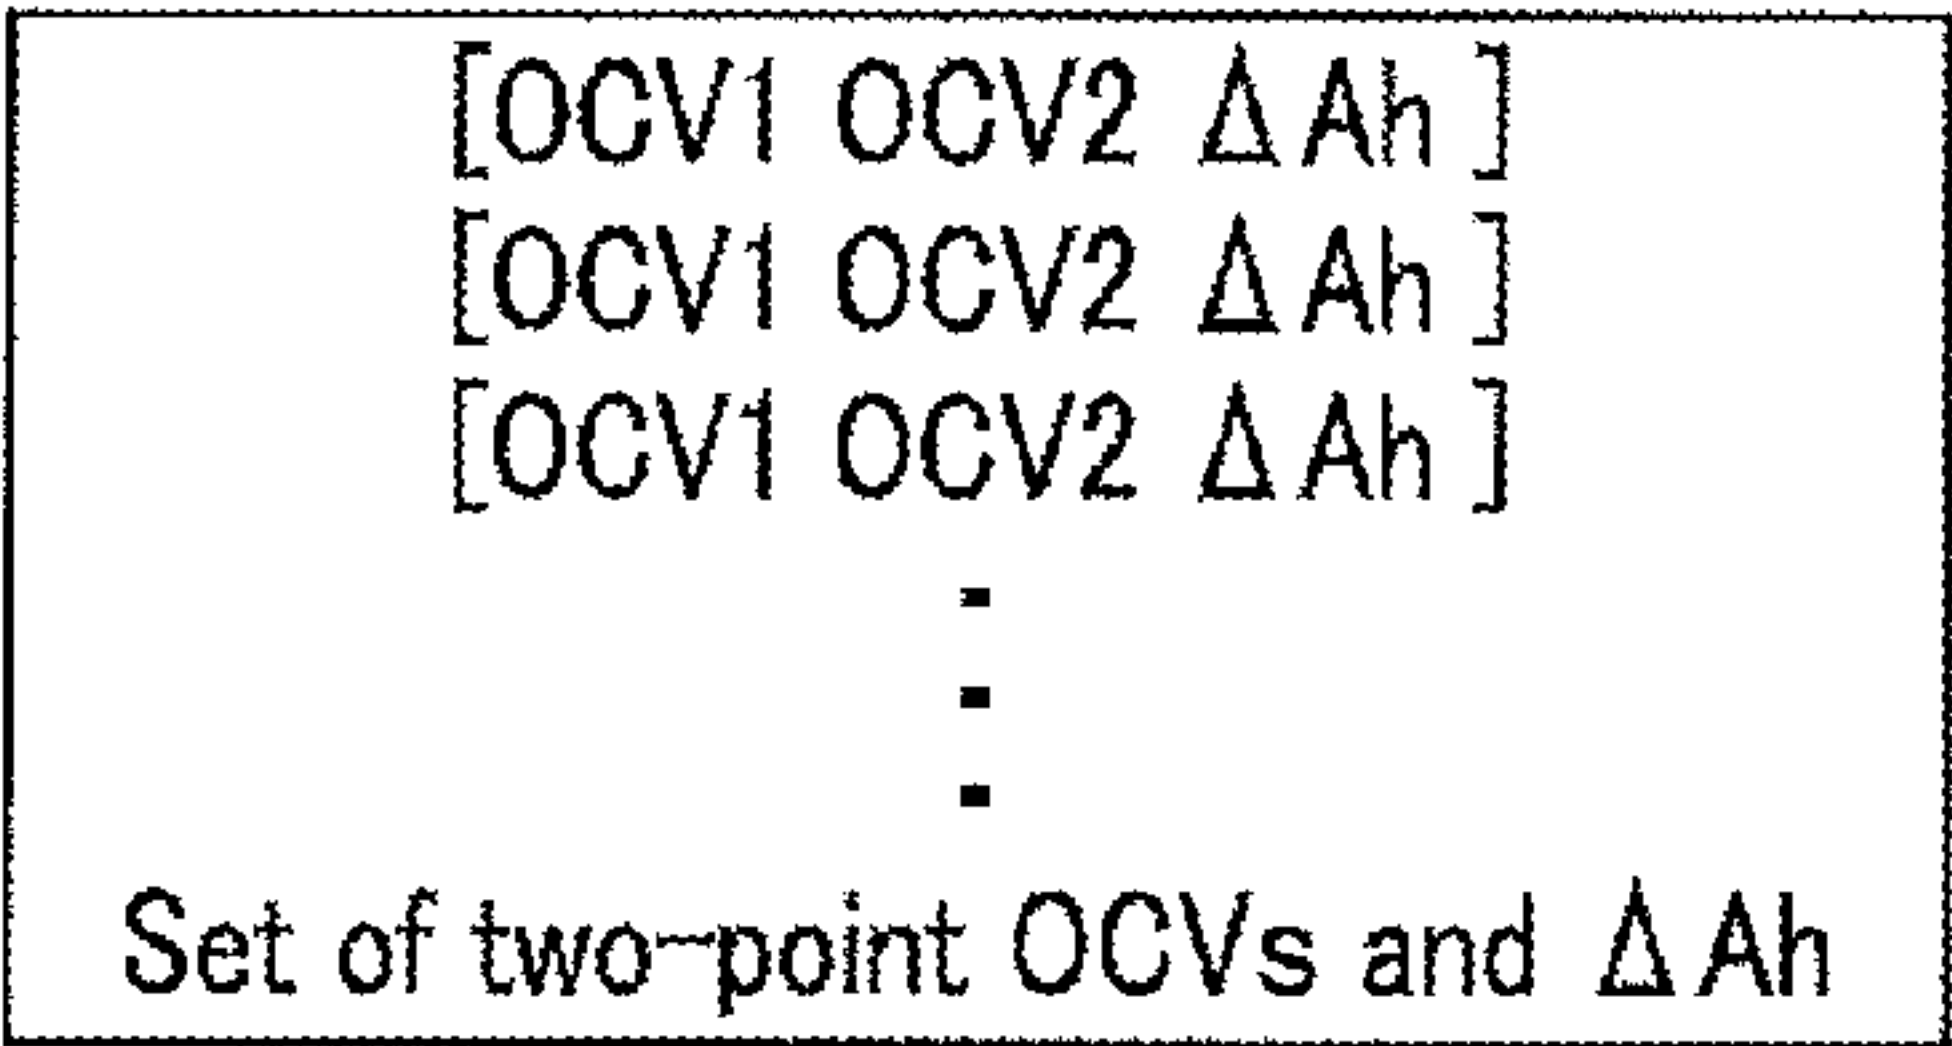 [OCV1 OCV2 ΔAh]
[OCV1 OCV2 ΔAh]
[OCV1 OCV2 ΔAh]
Set of two-point OCVs and ΔAh